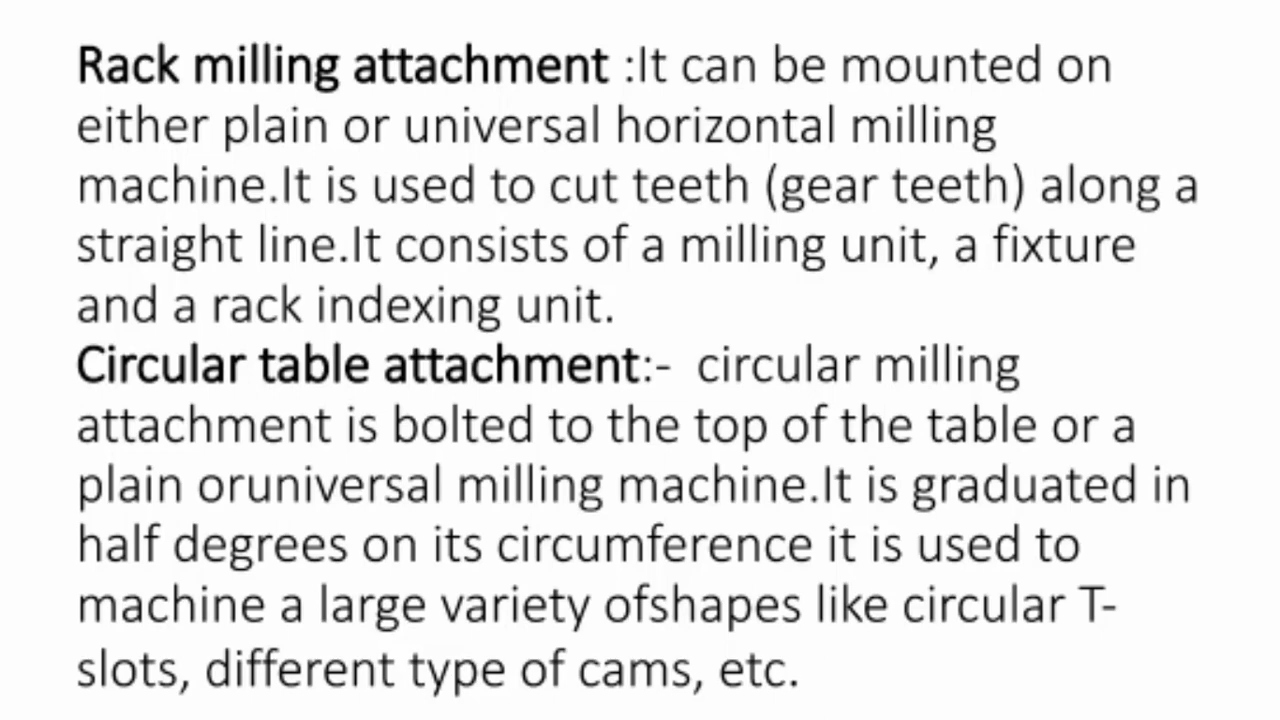 Rack milling attachment :It can be mounted on
either plain or universal horizontal milling
machine.It is used to cut teeth (gear teeth) along a
straight line.It consists of a milling unit, a fixture
and a rack indexing unit.
Circular table attachment:- circular milling
attachment is bolted to the top of the table or a
plain oruniversal milling machine.It is graduated in
half degrees on its circumference it is used to
machine a large variety ofshapes like circular T-
slots, different type of cams, etc.